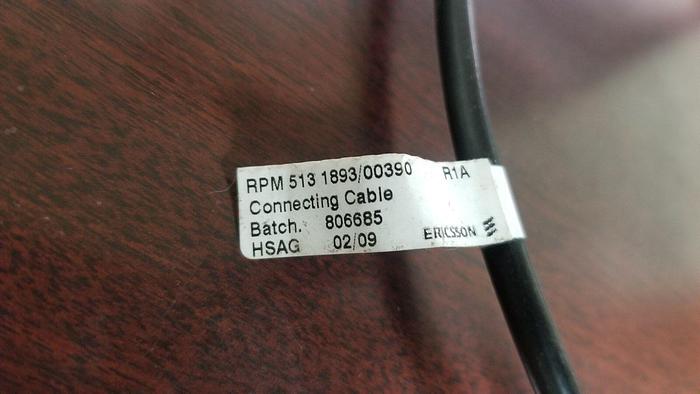 RPM 513 1893/00390 R1A
Connecting Cable
Batch. 806685
HSAG 02/09 ERICSSON